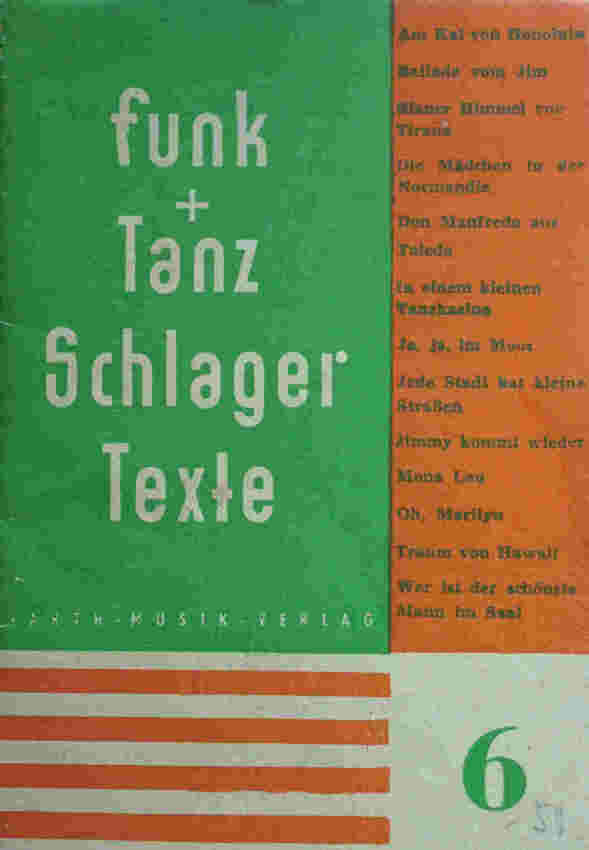 funk
+
Tanz
Schlager
Texte
MUSIK-VERLAG
Am Kai von Honolulu
Ballade vom Jim
Blauer Himmel von
Tirana
Die Mädchen in der
Normandie
Don Manfredo aus
Toledo
In einem kleinen
Tanzkasino
Ja, ja, im Moos
Jede Stadt hat kleine
Straßen
Jimmy kommt wieder
Mona Lou
Oh, Marilyn
Traum von Hawaii
Wer ist der schönste
Mann im Saal
6